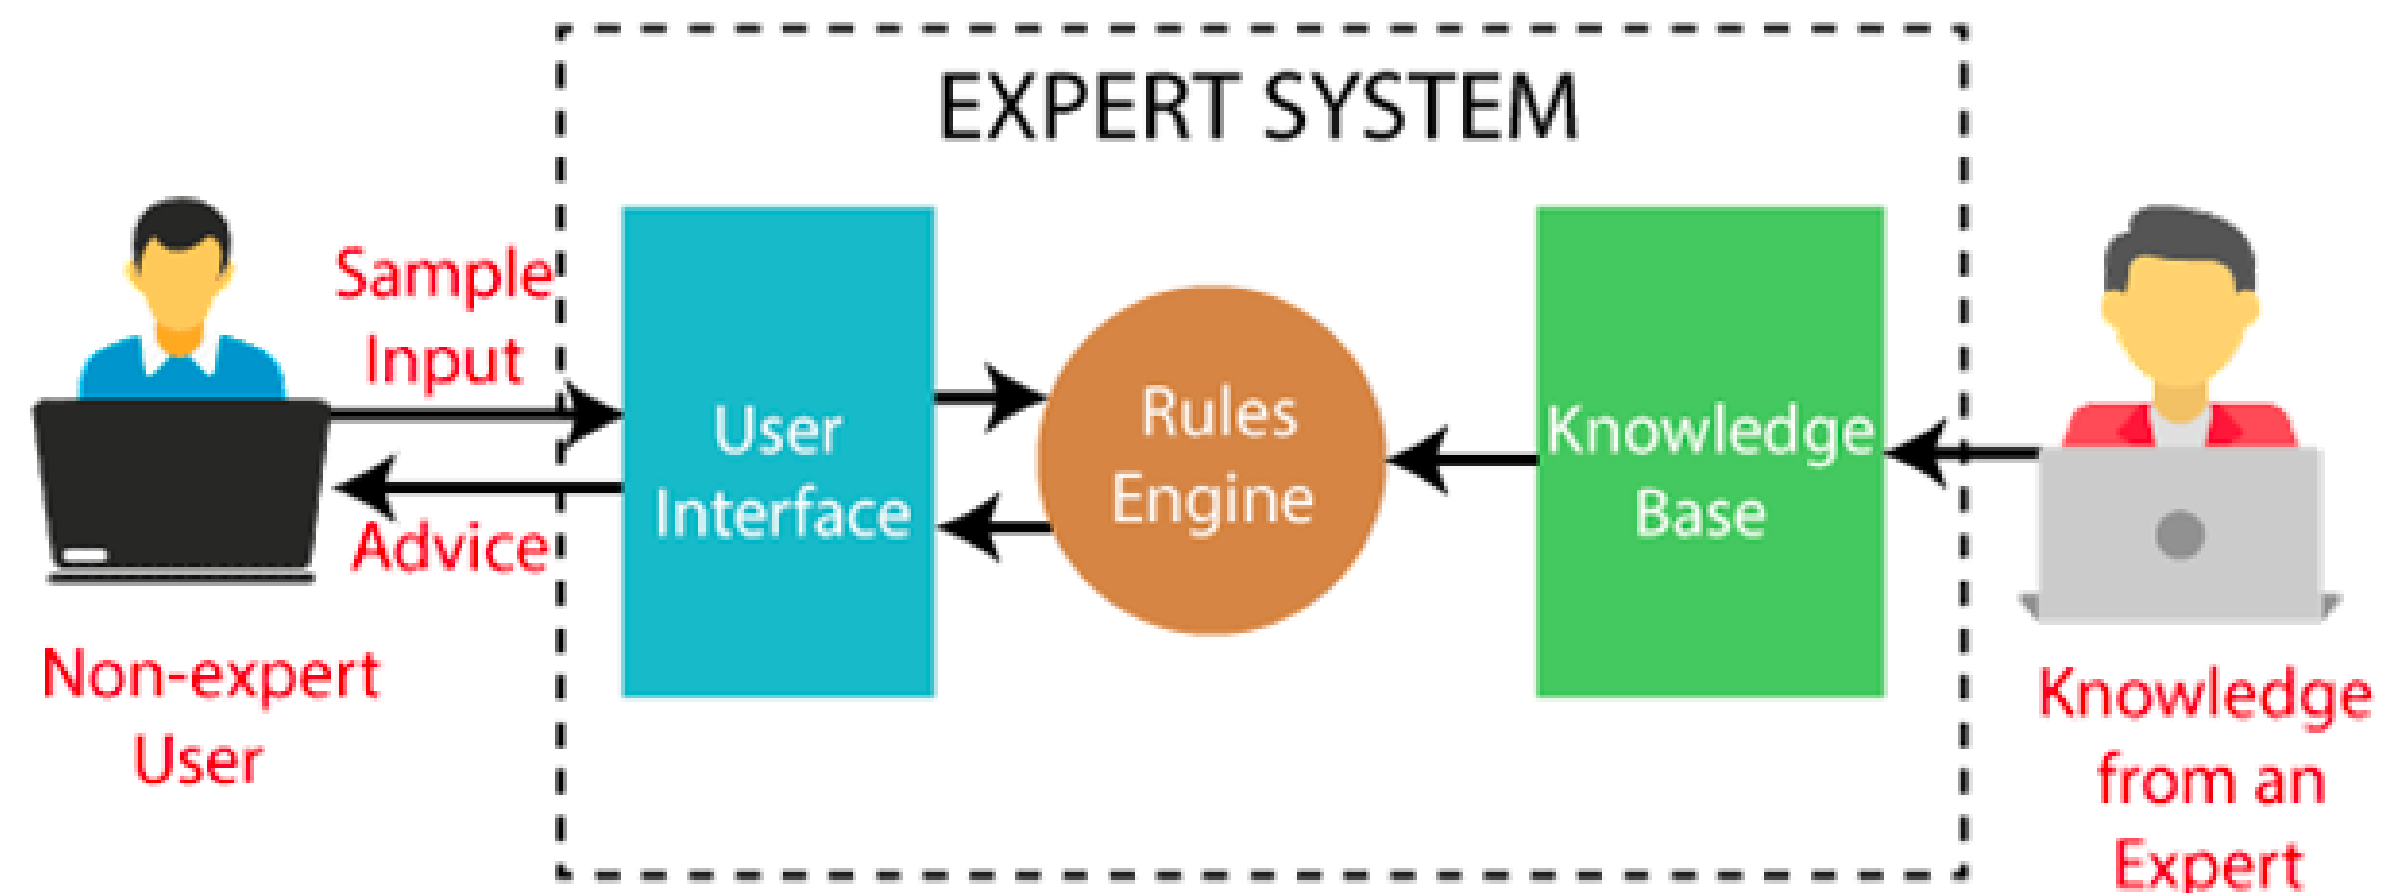 EXPERT SYSTEM
Sample
Input
Advice
Non-expert
User
User
Interface
Rules
Engine
Knowledge
Base
Knowledge
from an
Expert